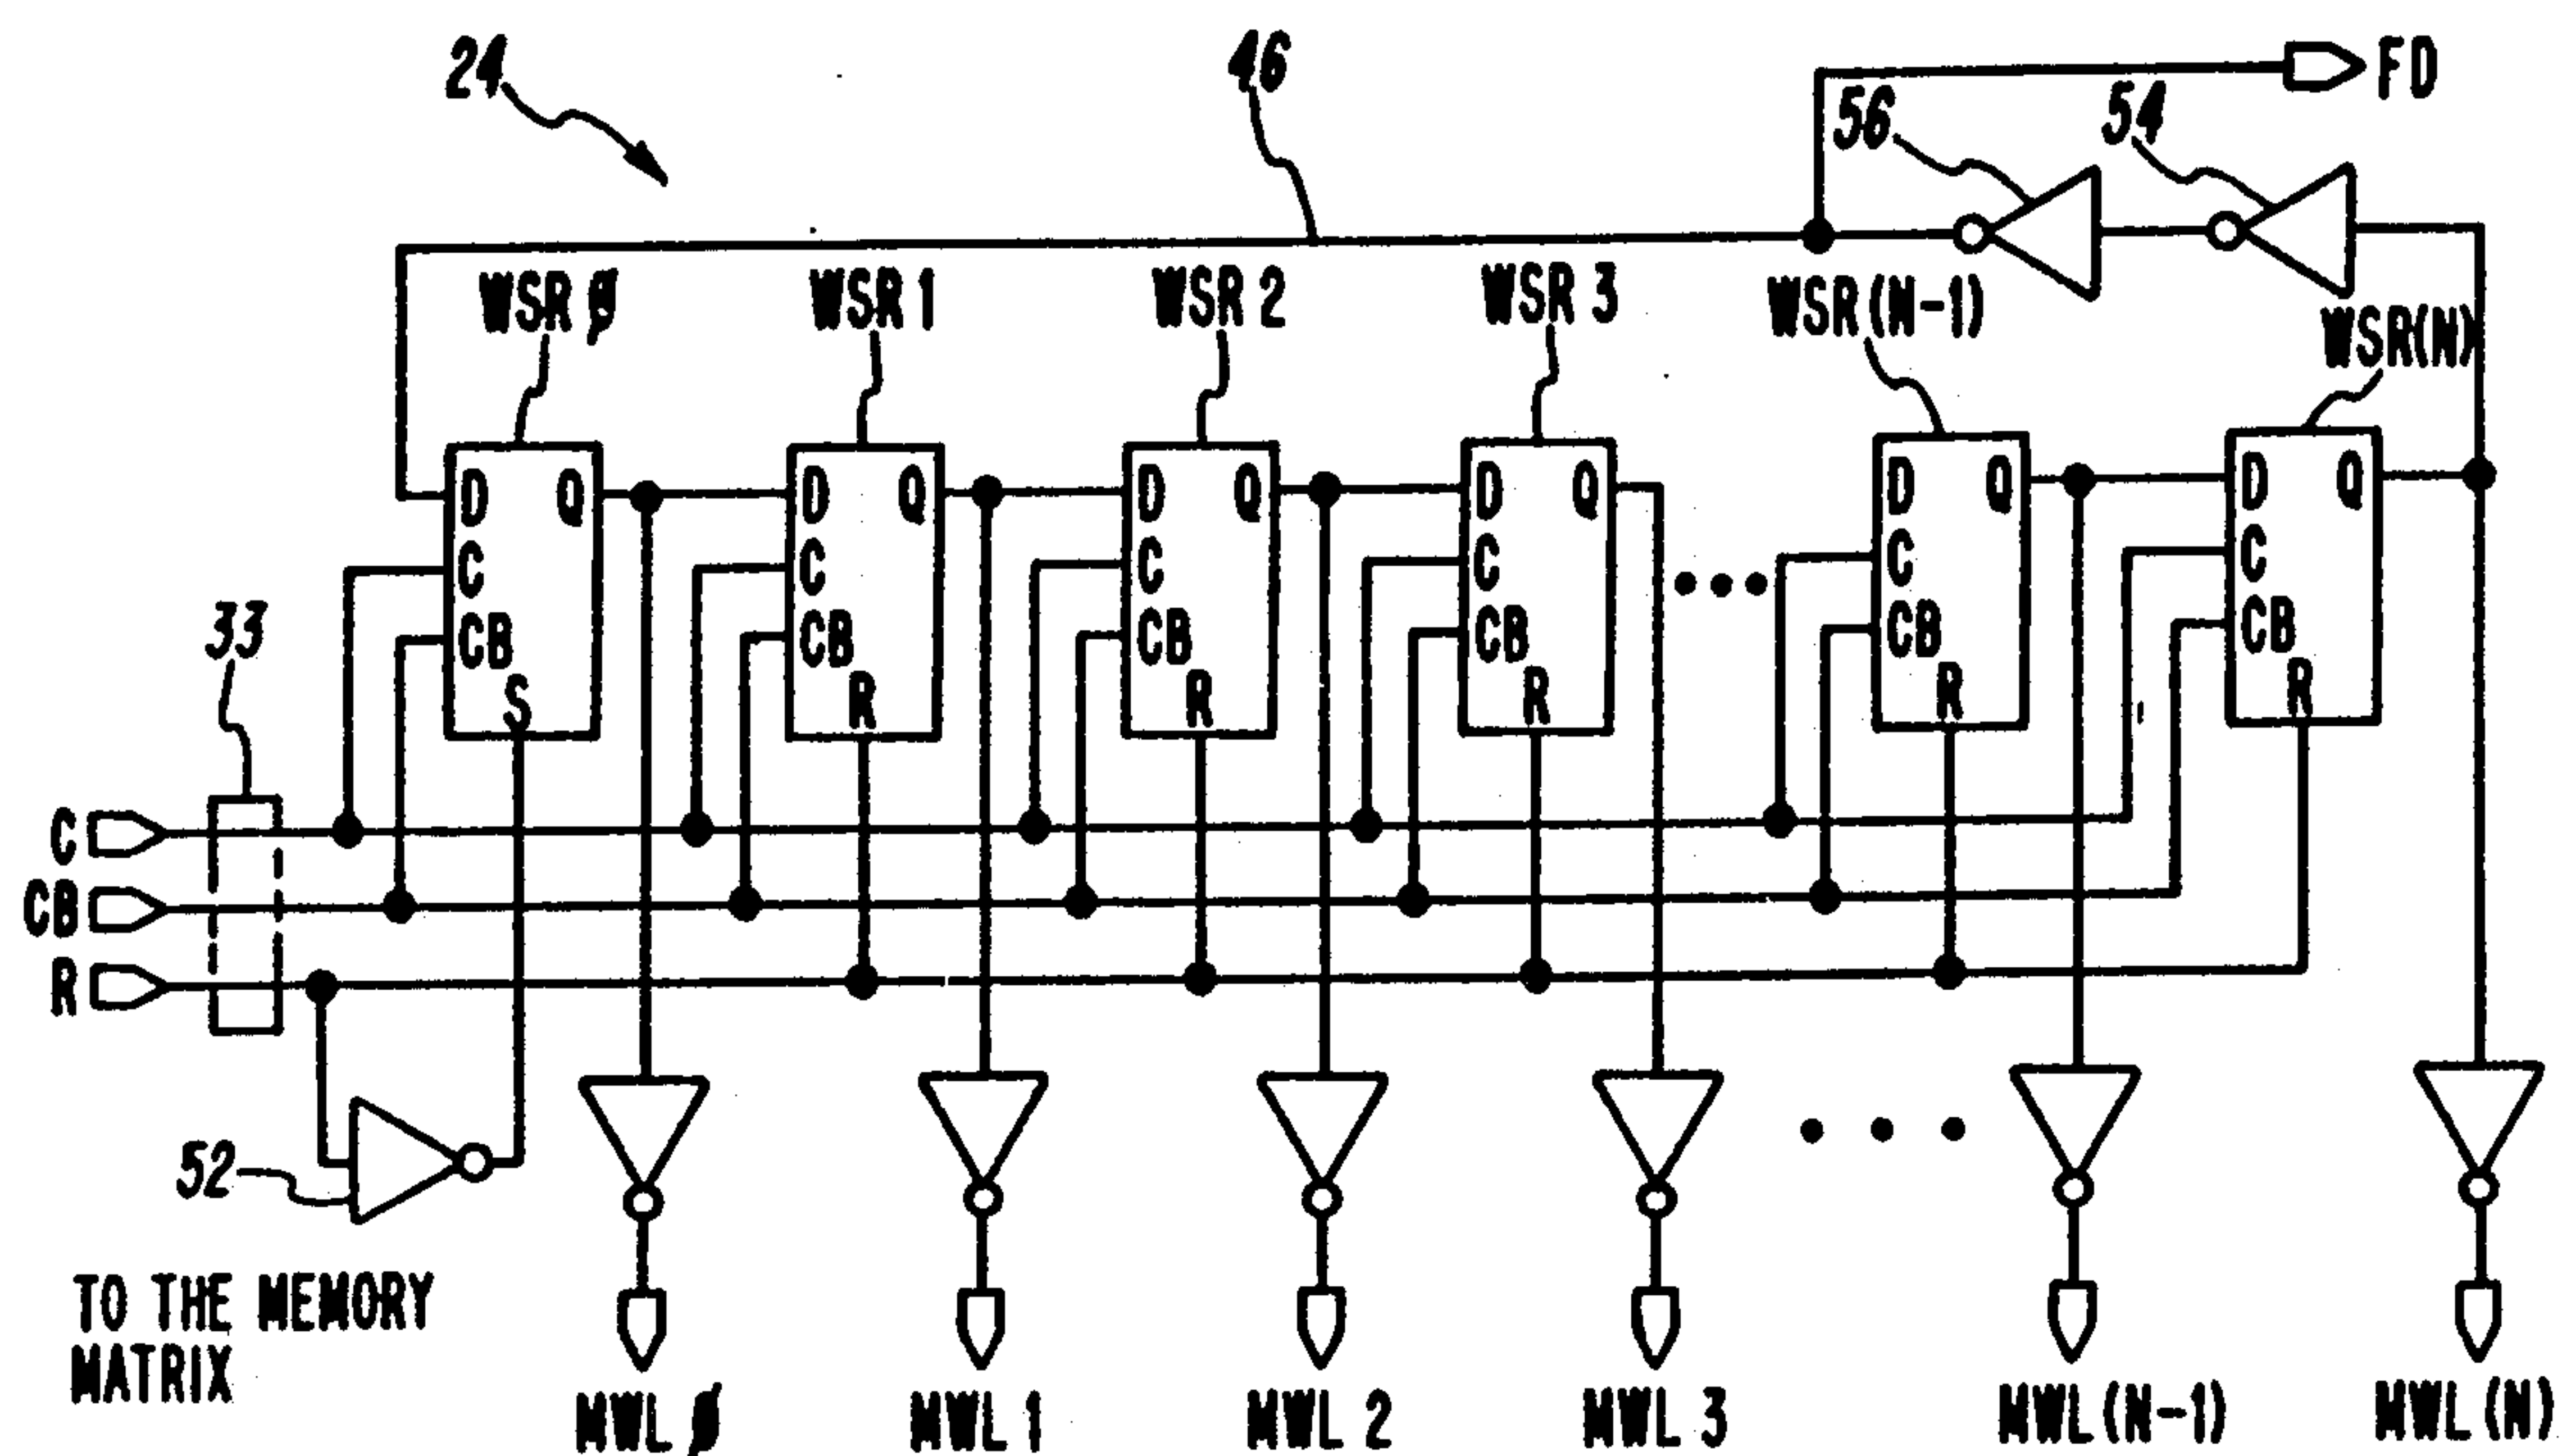 24
46
FD
56
54
WSR Ø
WSR 1
WSR 2
WSR 3
WSR(N-1)
WSR(N)
D Q
C
CB
S
D Q
C
CB
R
D Q
C
CB
R
D Q
C
CB
R
D Q
C
CB
R
D Q
C
CB
R
33
C
CB
R
52
TO THE MEMORY
MATRIX
MWL Ø
MWL 1
MWL 2
MWL 3
MWL(N-1)
MWL(N)